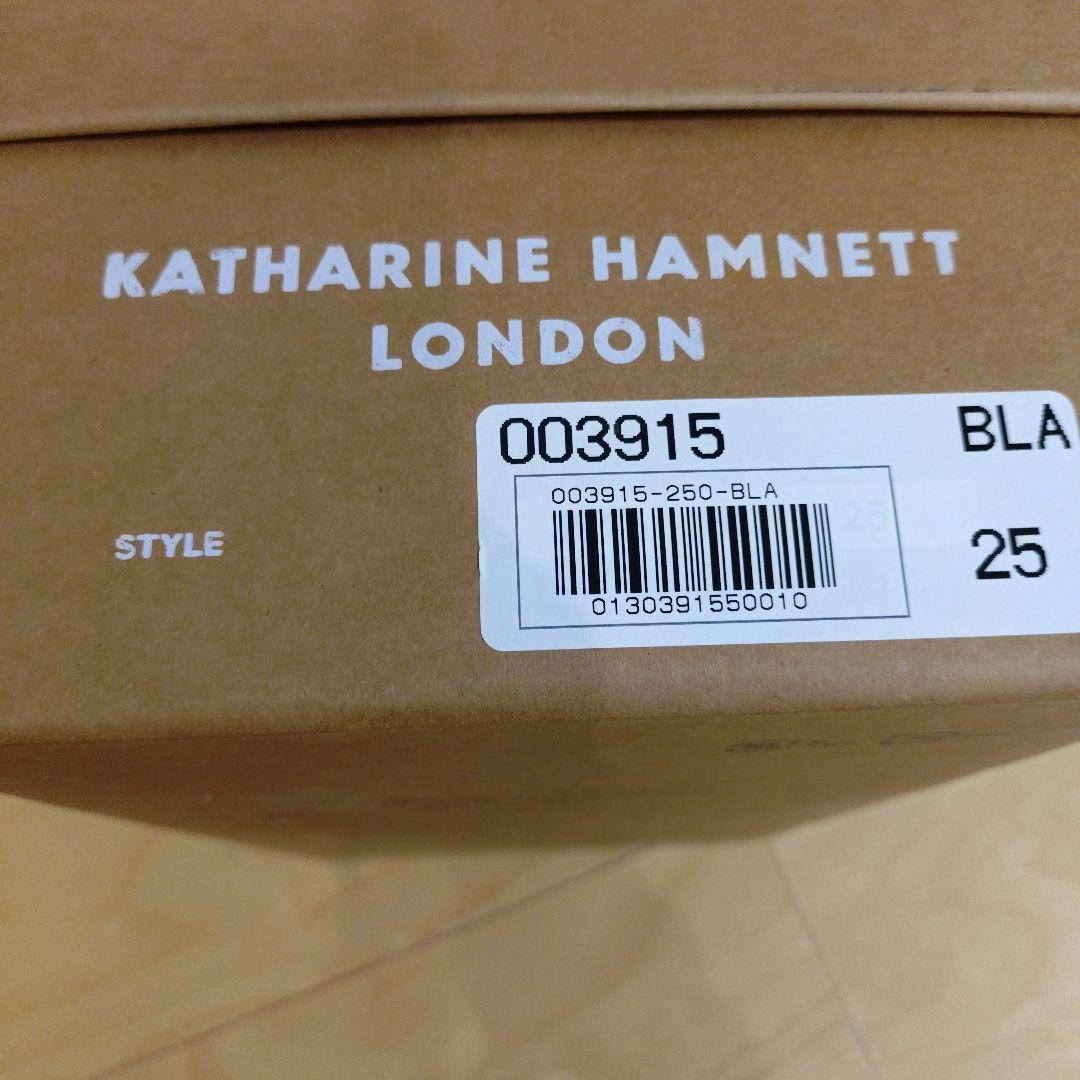 KATHARINE HAMNETT
LONDON
003915 BLA
003915-250-BLA
STYLE
25
0130391550010